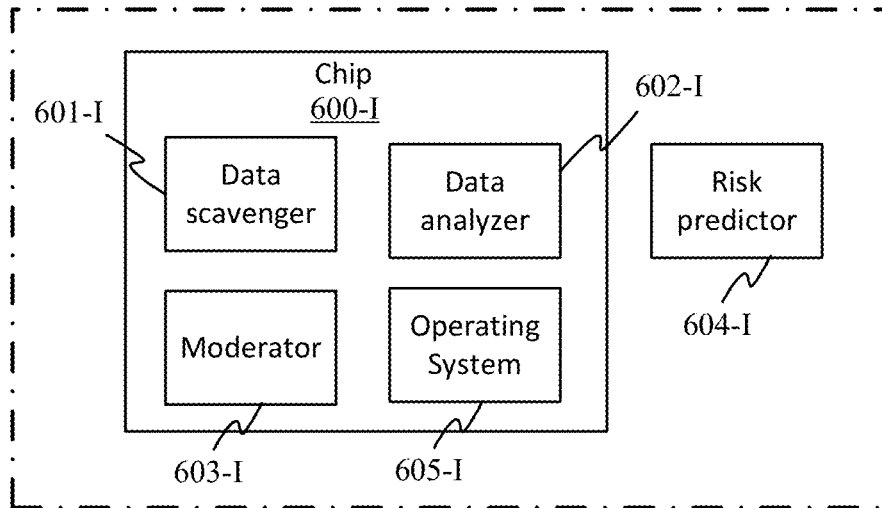 Chip
600-I
601-I
602-I
Data
scavenger
Data
analyzer
Risk
predictor
604-I
Moderator
Operating
System
603-I
605-I